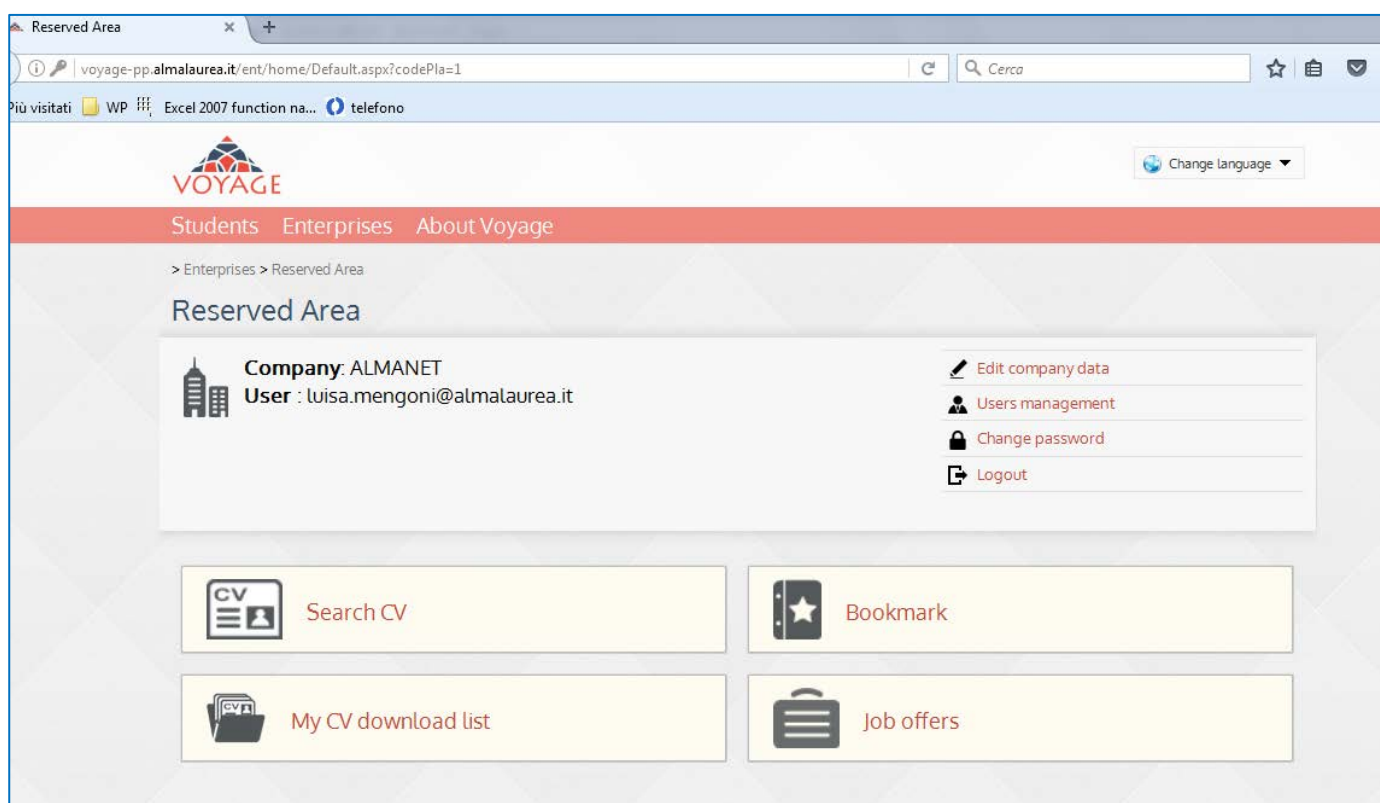 Reserved Area
voyage-pp.almalaurea.it/ent/home/Default.aspx?codePla=1
Cerca
Più visitati WP Excel 2007 function na... telefono
VOYAGE
Change language
Students Enterprises About Voyage
> Enterprises > Reserved Area
Reserved Area
Company: ALMANET
User : luisa.mengoni@almalaurea.it
Edit company data
Users management
Change password
Logout
CV
Search CV
Bookmark
CV
My CV download list
Job offers